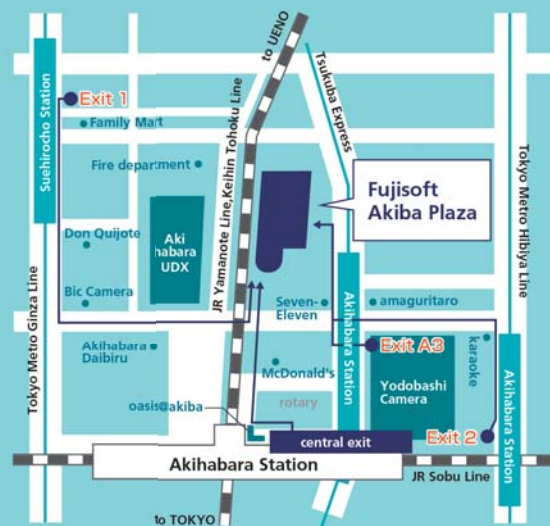 to UENO
Tsukuba Express
Exit 1
Family Mart
Suehirocho Station
Fire department
JR Yamante Line,Keihin Tohoku Line
Tokyo Metro Hibiya Line
Fujisoft
Akiba Plaza
Don Quijote
Aki
habara
UDX
Bic Camera
Seven-
Eleven
amaguritaro
Akihabara Station
Tokyo Metro Ginza Line
Akihabara
Daibiru
McDonald's
Exit A3
karaoke
Yodobashi
Camera
Akihabara Station
oasis@akiba
rotary
central exit
Exit 2
Akihabara Station
JR Sobu Line
to TOKYO